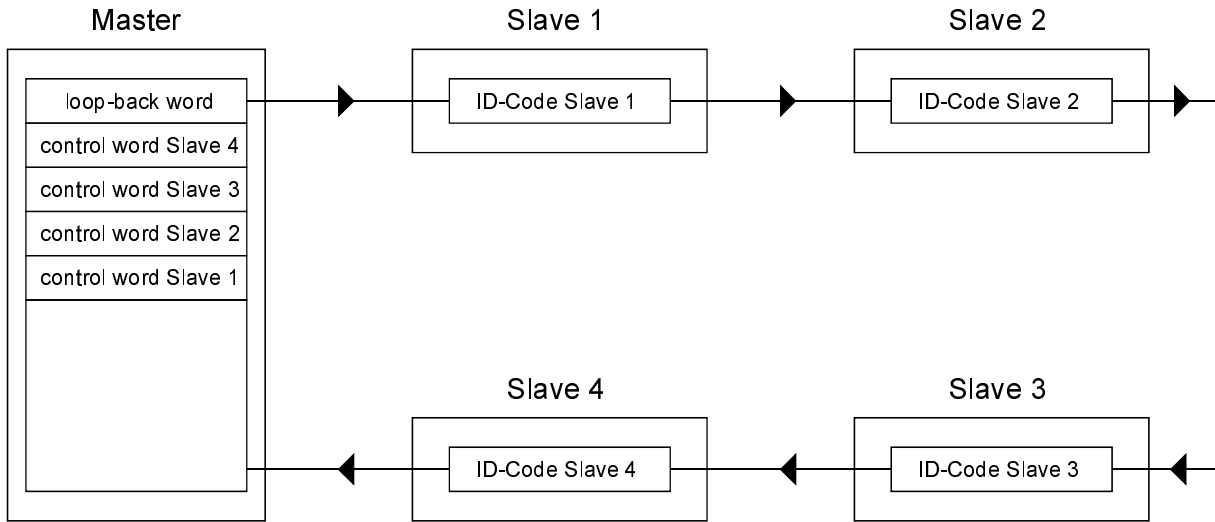 Master
Slave 1
Slave 2
loop-back word
ID-Code Slave 1
ID-Code Slave 2
control word Slave 4
control word Slave 3
control word Slave 2
control word Slave 1
Slave 4
Slave 3
ID-Code Slave 4
ID-Code Slave 3